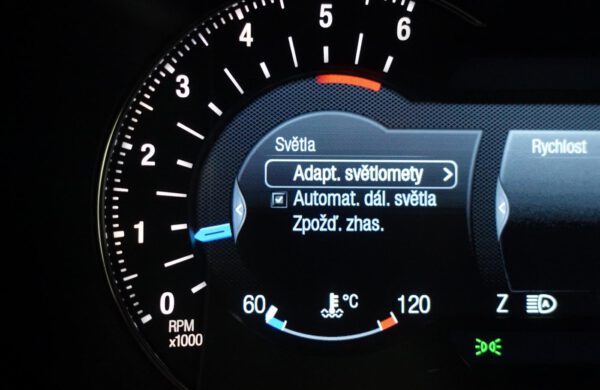 6
5
4
3
2
1
0
RPM
x1000
Světla
Adapt. světlomety >
Automat. dál. světla
Zpožď. zhas.
Rychlost
60 °C 120
Z A